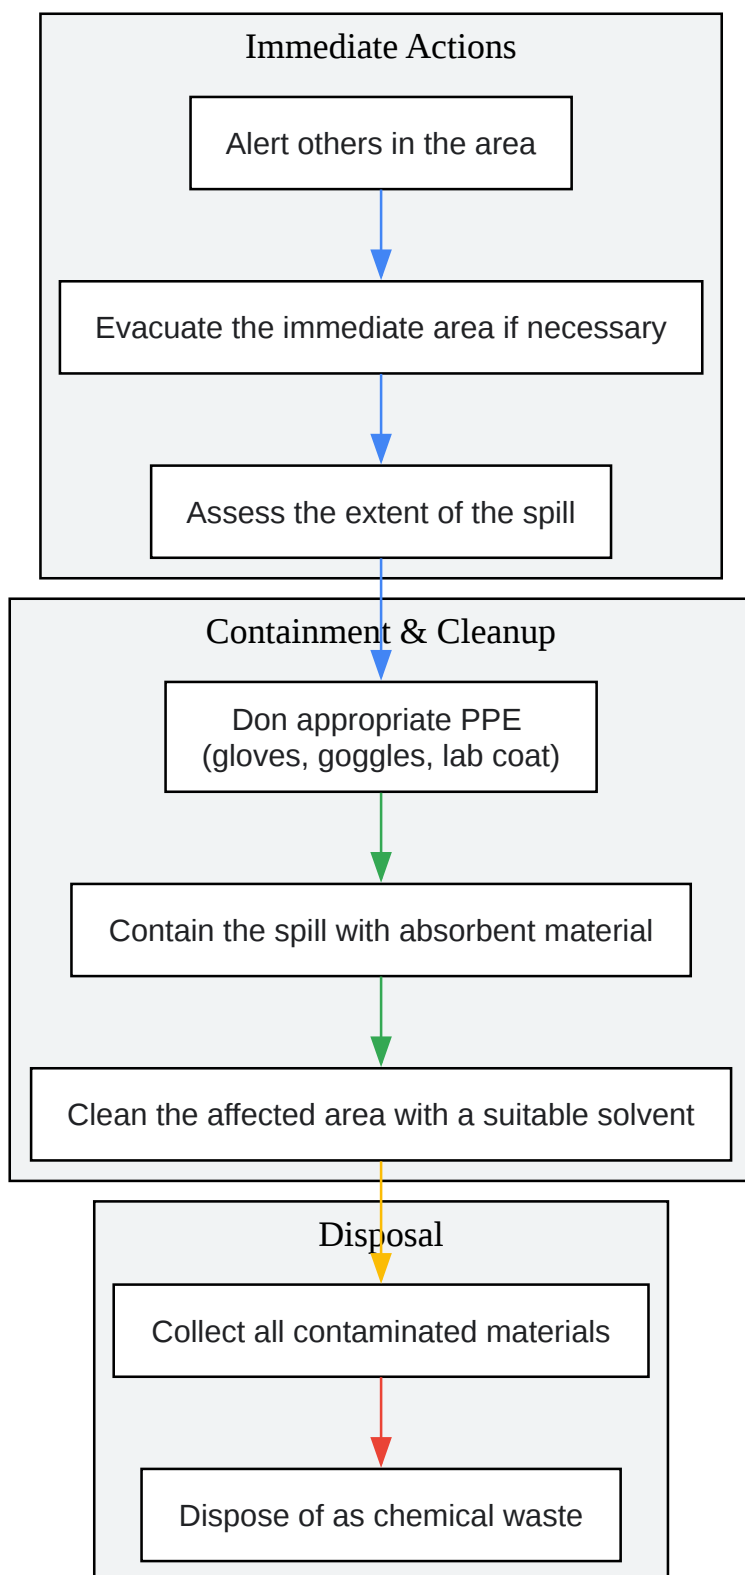 Immediate Actions
Alert others in the area
Evacuate the immediate area if necessary
Assess the extent of the spill
Containment & Cleanup
Don appropriate PPE
(gloves, goggles, lab coat)
Contain the spill with absorbent material
Clean the affected area with a suitable solvent
Disposal
Collect all contaminated materials
Dispose of as chemical waste